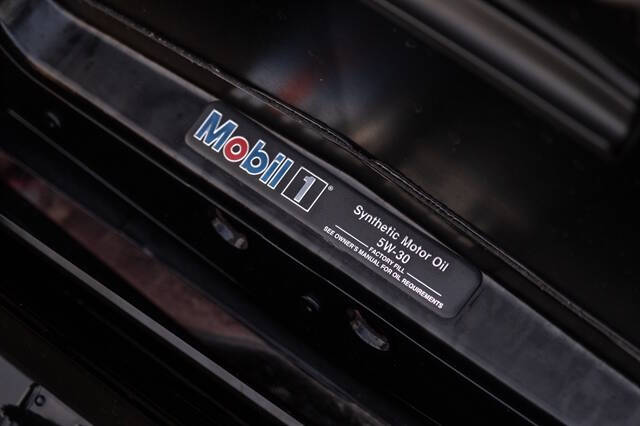 Mobil 1®
Synthetic Motor Oil
5W-30
FACTORY FILL
SEE OWNER'S MANUAL FOR OIL REQUIREMENTS